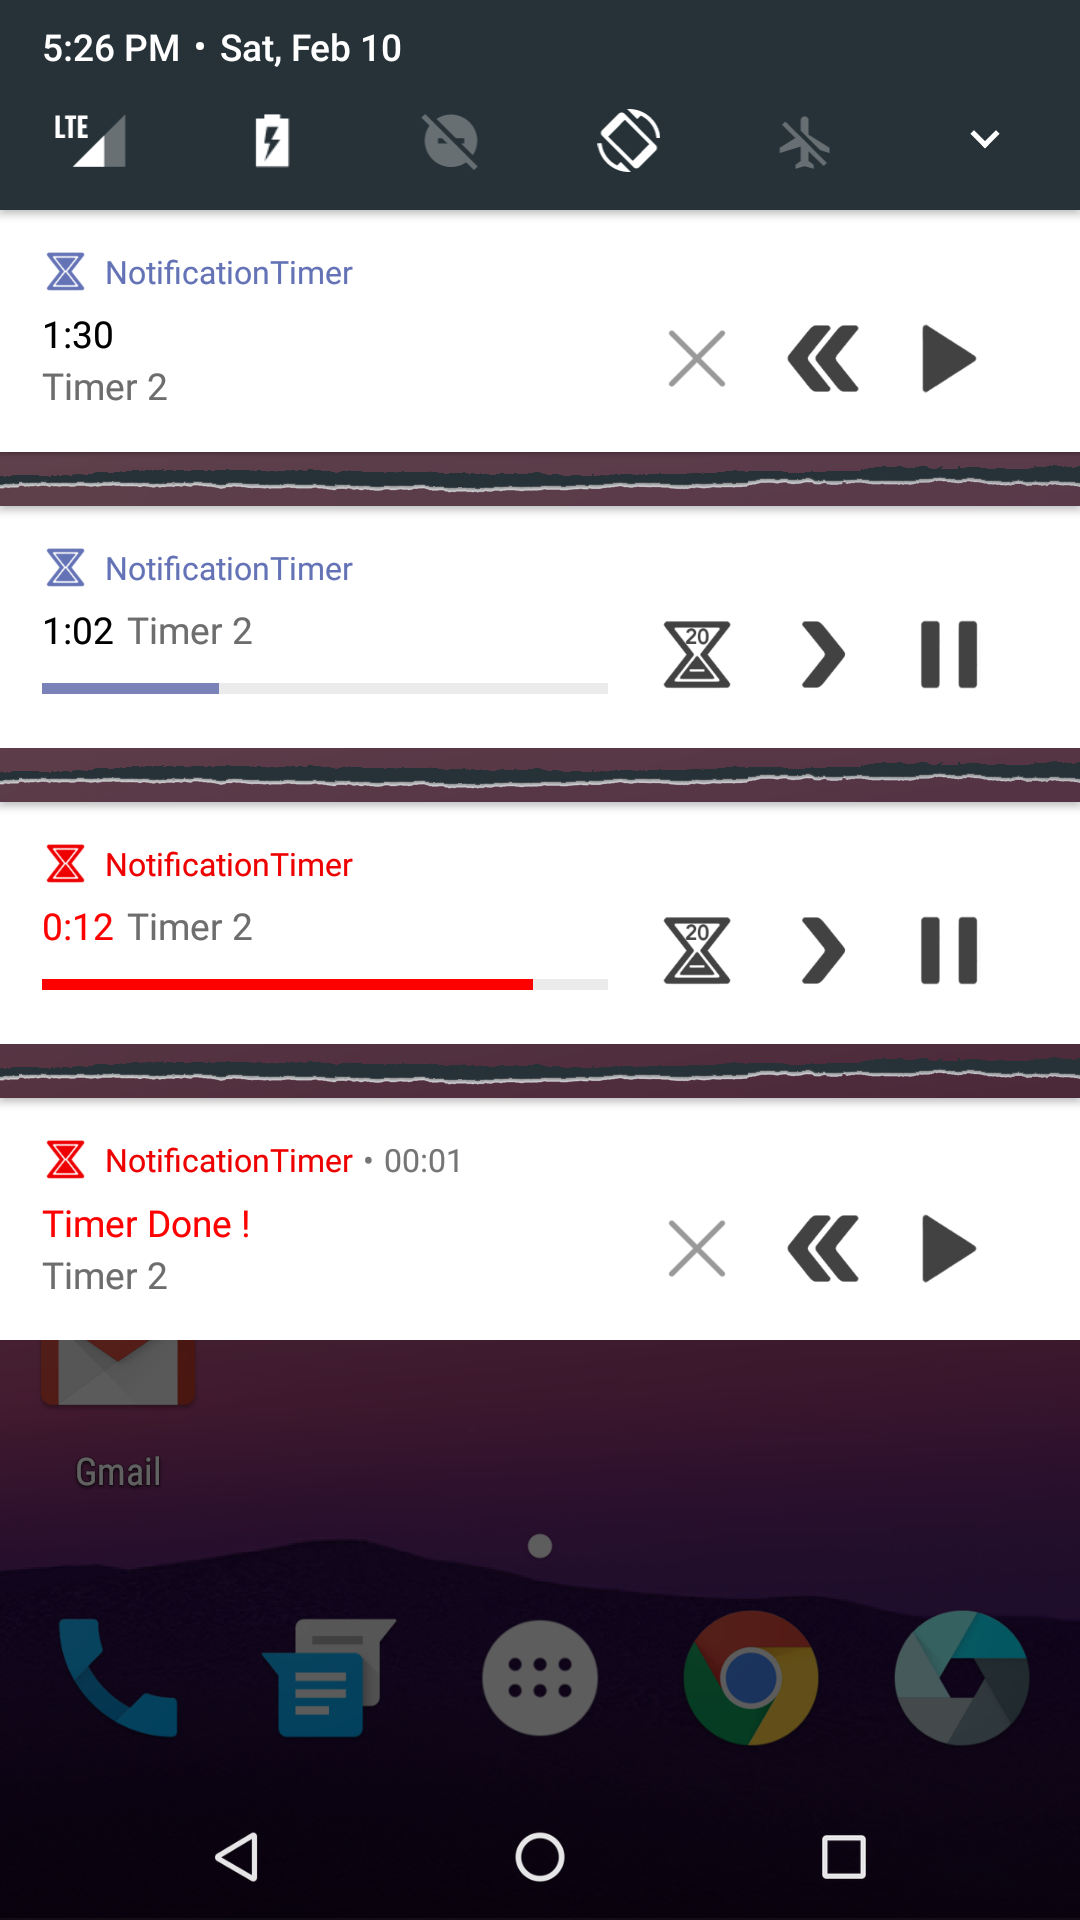 5:26 PM • Sat, Feb 10
LTE
NotificationTimer
1:30
Timer 2
NotificationTimer
1:02 Timer 2
20
NotificationTimer
0:12 Timer 2
20
NotificationTimer • 00:01
Timer Done !
Timer 2
Gmail